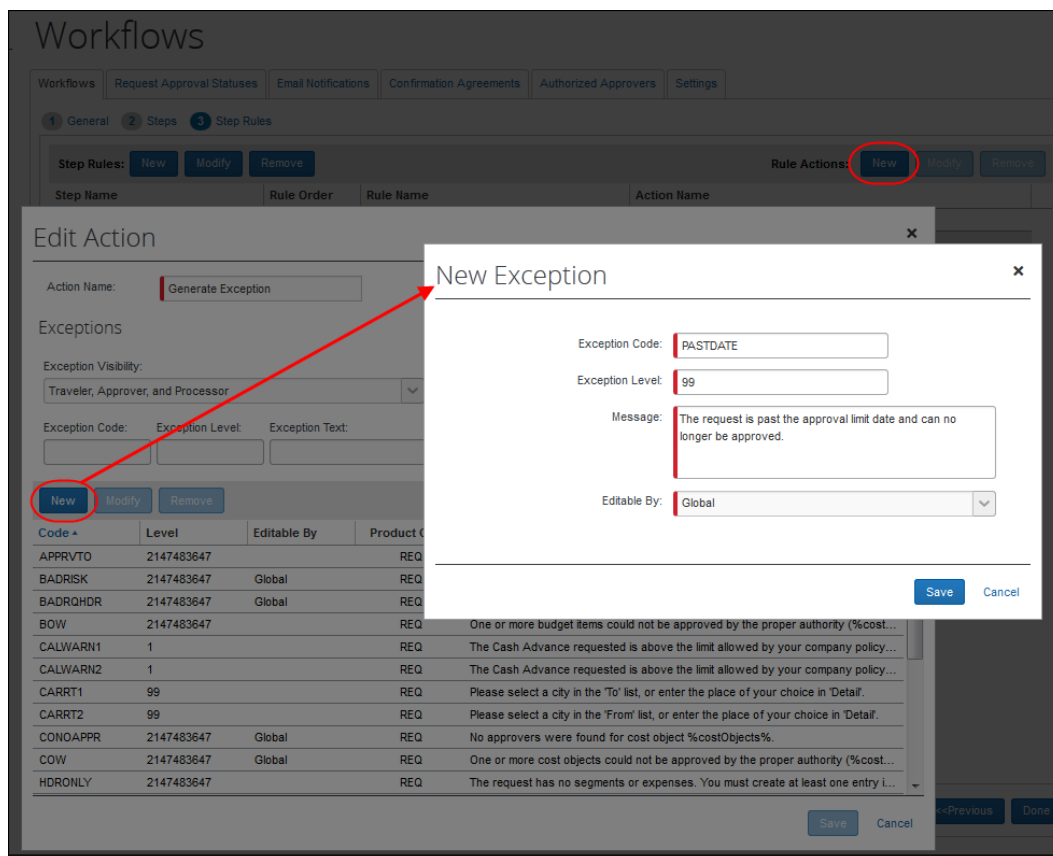 Workflows
Workflows Request Approval Statuses Email Notifications Confirmation Agreements Authorized Approvers Settings
1 General 2 Steps 3 Step Rules
Step Rules: New Modify Remove Rule Actions: New Modify Remove
Step Name Rule Order Rule Name Action Name
Edit Action ×
Action Name: Generate Exception
Exceptions
Exception Visibility:
Traveler, Approver, and Processor
Exception Code: Exception Level: Exception Text:
New Modify Remove
Code Level Editable By Product
New Exception ×
Exception Code: PASTDATE
Exception Level: 99
Message: The request is past the approval limit date and can no
longer be approved.
Editable By: Global
Save Cancel
APPRVTO 2147483647 REQ
BADRISK 2147483647 Global REQ
BADRQHDR 2147483647 Global REQ
BOW 2147483647 REQ One or more budget items could not be approved by the proper authority (%cost...
CALWARN1 1 REQ The Cash Advance requested is above the limit allowed by your company policy...
CALWARN2 1 REQ The Cash Advance requested is above the limit allowed by your company policy...
CARRT1 99 REQ Please select a city in the 'To' list, or enter the place of your choice in 'Detail'.
CARRT2 99 REQ Please select a city in the 'From' list, or enter the place of your choice in 'Detail'.
CONOAPPR 2147483647 Global REQ No approvers were found for cost object %costObjects%.
COW 2147483647 Global REQ One or more cost objects could not be approved by the proper authority (%cost...
HDRONLY 2147483647 REQ The request has no segments or expenses. You must create at least one entry i...
<<Previous Done
Save Cancel